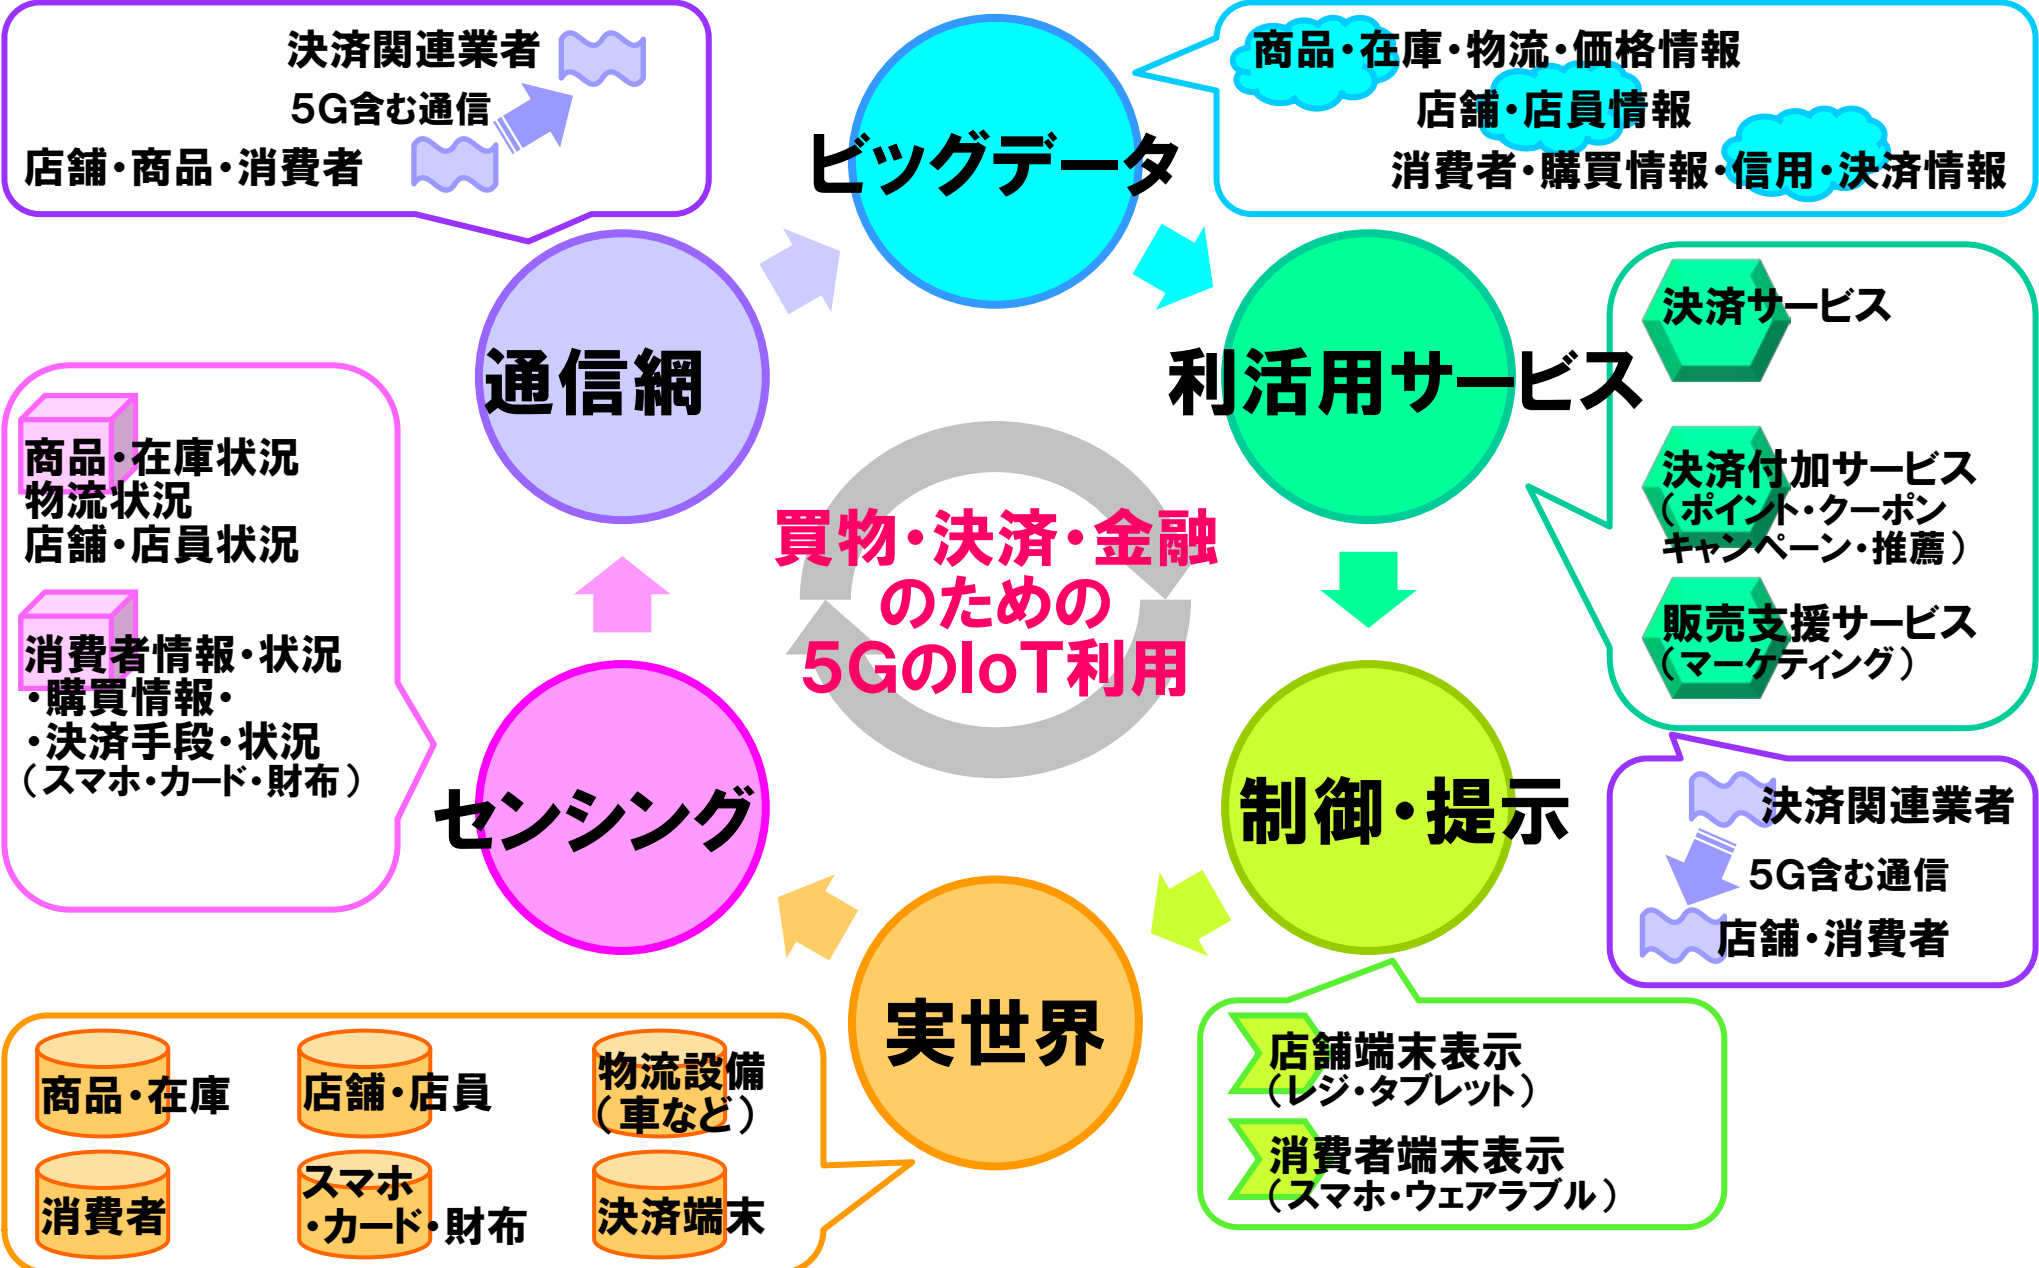 決済関連業者
5G含む通信
店舗・商品・消費者
ビッグデータ
商品・在庫・物流・価格情報
店舗・店員情報
消費者・購買情報・信用・決済情報
通信網
利活用サービス
決済サービス
決済付加サービス
（ポイント・クーポン
キャンペーン・推薦）
販売支援サービス
（マーケティング）
商品・在庫状況
物流状況
店舗・店員状況
消費者情報・状況
・購買情報・
・決済手段・状況
（スマホ・カード・財布）
買物・決済・金融
のための
5GのIoT利用
センシング
制御・提示
決済関連業者
5G含む通信
店舗・消費者
実世界
商品・在庫
店舗・店員
物流設備
（車など）
消費者
スマホ
・カード・財布
決済端末
店舗端末表示
（レジ・タブレット）
消費者端末表示
（スマホ・ウェアラブル）